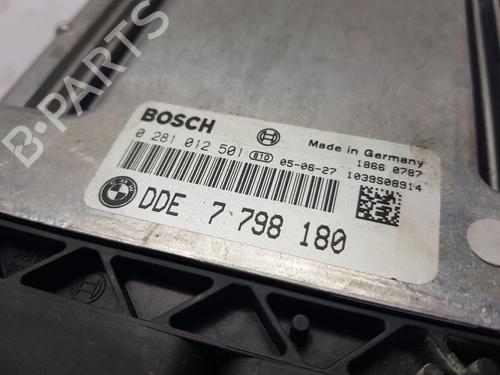 B-PARTS
BOSCH
Made in Germany
0 281 012 501 810 05-06-27
1866 0787
1039S08914
DDE 7 798 180